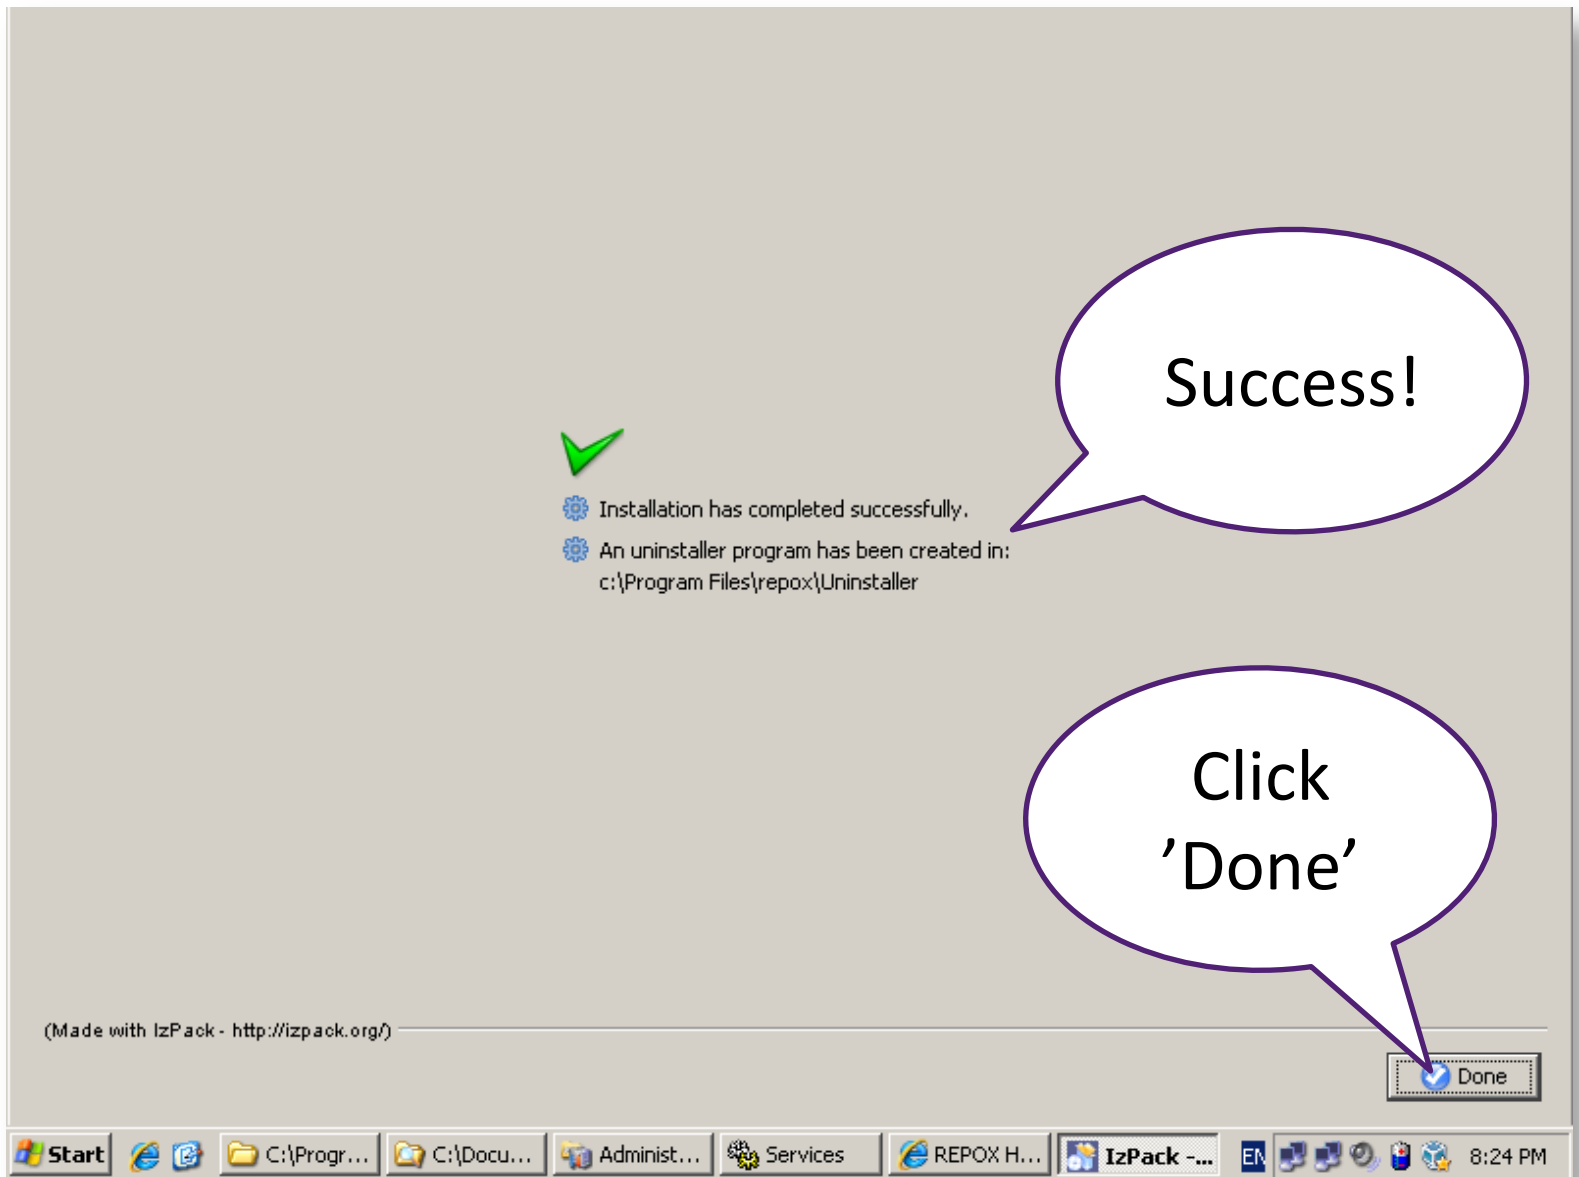 Success!
Installation has completed successfully.
An uninstaller program has been created in:
c:\Program Files\repox\Uninstaller
Click
’Done’
(Made with IzPack - http://izpack.org/)
Done
Start C:\Progr... C:\Docu... Administ... Services REPOX H... IzPack -... EN 8:24 PM